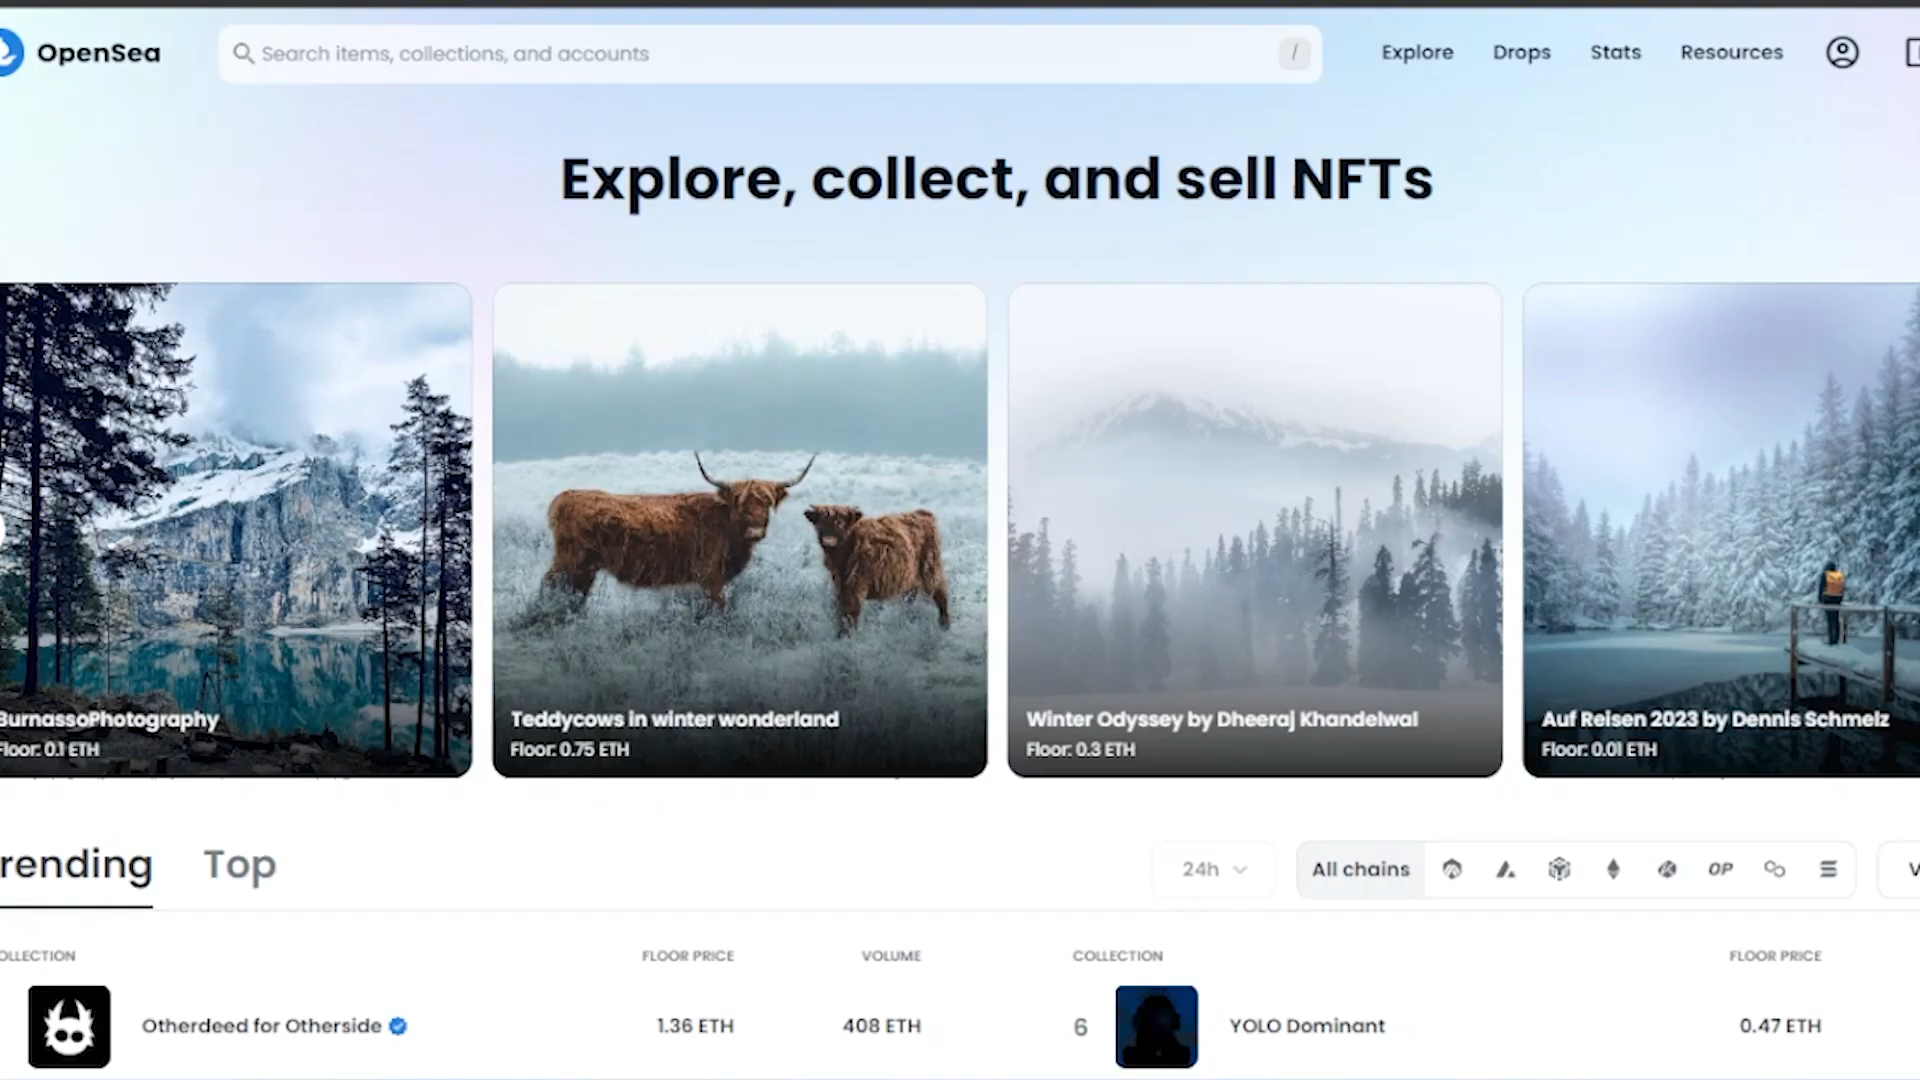 OpenSea
Search items, collections, and accounts
/
Explore
Drops
Stats
Resources
Explore, collect, and sell NFTs
BurnassoPhotography
Floor: 0.1 ETH
Teddycows in winter wonderland
Floor: 0.75 ETH
Winter Odyssey by Dheeraj Khandelwal
Floor: 0.3 ETH
Auf Reisen 2023 by Dennis Schmelz
Floor: 0.01 ETH
rending
Top
24h
All chains
OP
V
OLLECTION
FLOOR PRICE
VOLUME
COLLECTION
FLOOR PRICE
Otherdeed for Otherside
1.36 ETH
408 ETH
6
YOLO Dominant
0.47 ETH